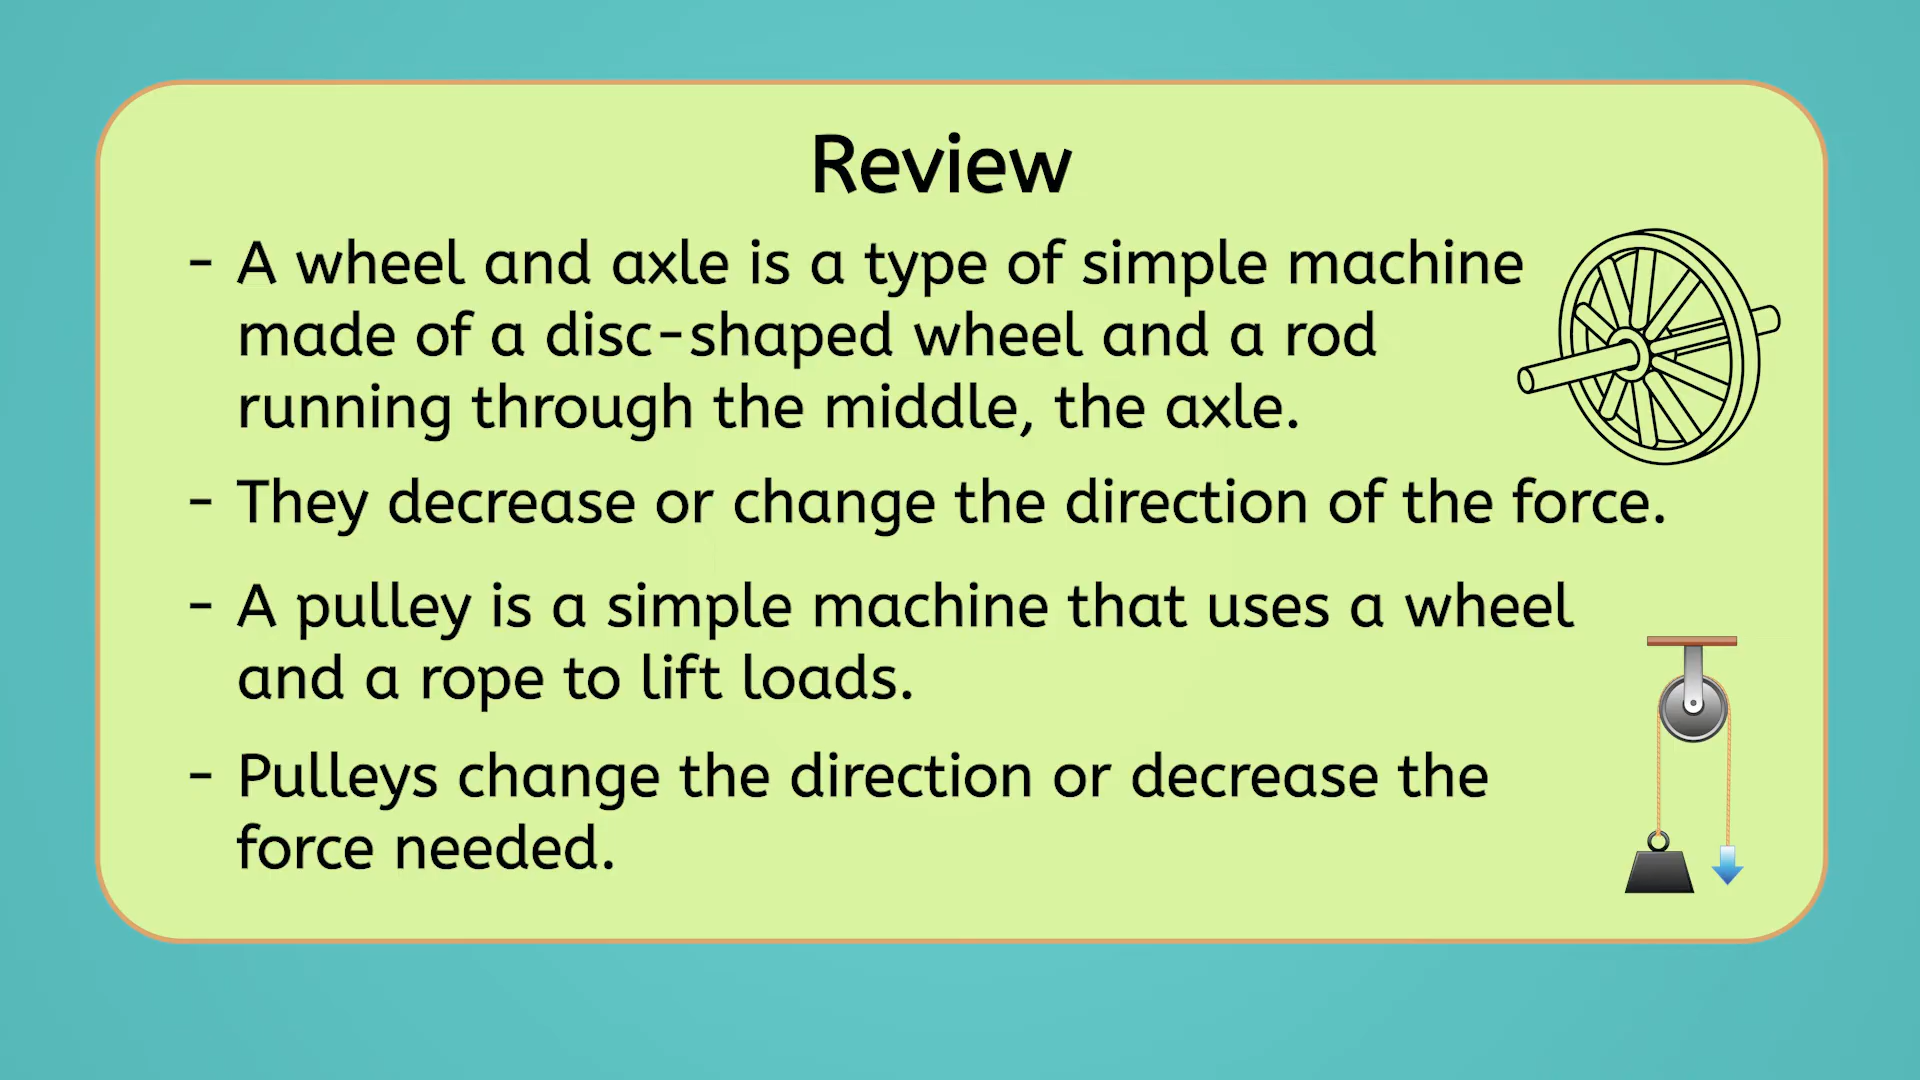 Review
- A wheel and axle is a type of simple machine
made of a disc-shaped wheel and a rod
running through the middle, the axle.
- They decrease or change the direction of the force.
- A pulley is a simple machine that uses a wheel
and a rope to lift loads.
- Pulleys change the direction or decrease the
force needed.